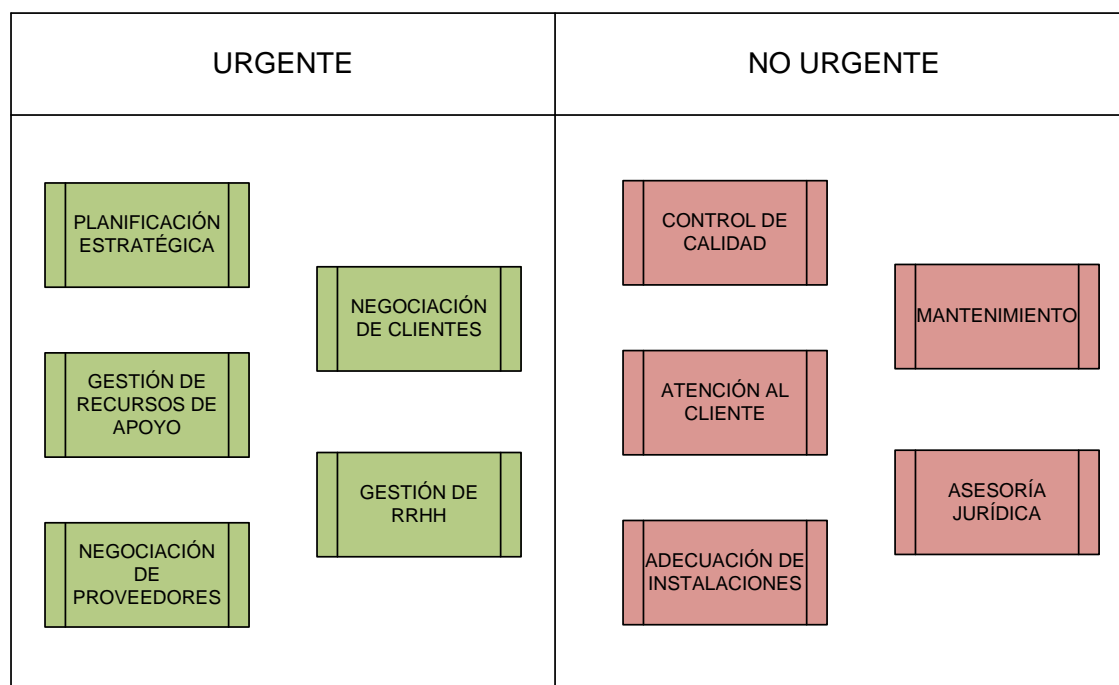 URGENTE
NO URGENTE
PLANIFICACIÓN
ESTRATÉGICA
NEGOCIACIÓN
DE CLIENTES
GESTIÓN DE
RECURSOS DE
APOYO
GESTIÓN DE
RRHH
NEGOCIACIÓN
DE
PROVEEDORES
CONTROL DE
CALIDAD
MANTENIMIENTO
ATENCIÓN AL
CLIENTE
ASESORÍA
JURÍDICA
ADECUACIÓN DE
INSTALACIONES